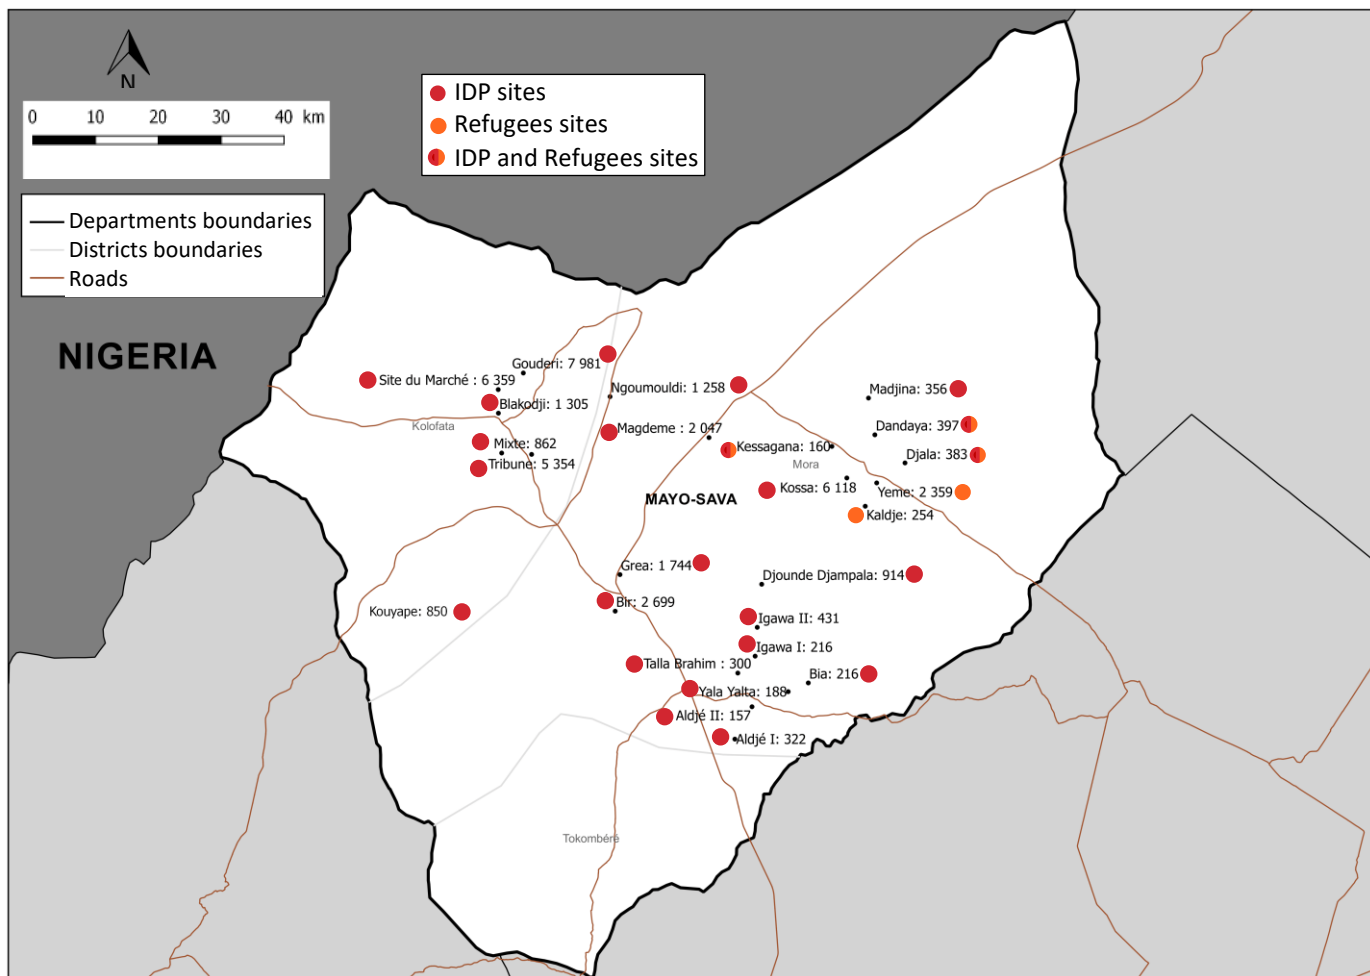 N
0 10 20 30 40 km
IDP sites
Refugees sites
IDP and Refugees sites
Departments boundaries
Districts boundaries
Roads
NIGERIA
Gouderi: 7 981
Site du Marché : 6 359
Blakodji: 1 305
Kolofata
Mixte: 862
Tribune: 5 354
Ngoumouldi: 1 258
Magdeme : 2 047
Madjina: 356
Dandaya: 397
Kessagana: 160
Djala: 383
Mora
Kossa: 6 118
Yeme: 2 359
MAYO-SAVA
Kaldje: 254
Grea: 1 744
Djounde Djampala: 914
Bir: 2 699
Kouyape: 850
Igawa II: 431
Igawa I: 216
Talla Brahim : 300
Bia: 216
Yala Yalta: 188
Aldjé II: 157
Aldjé I: 322
Tokombéré